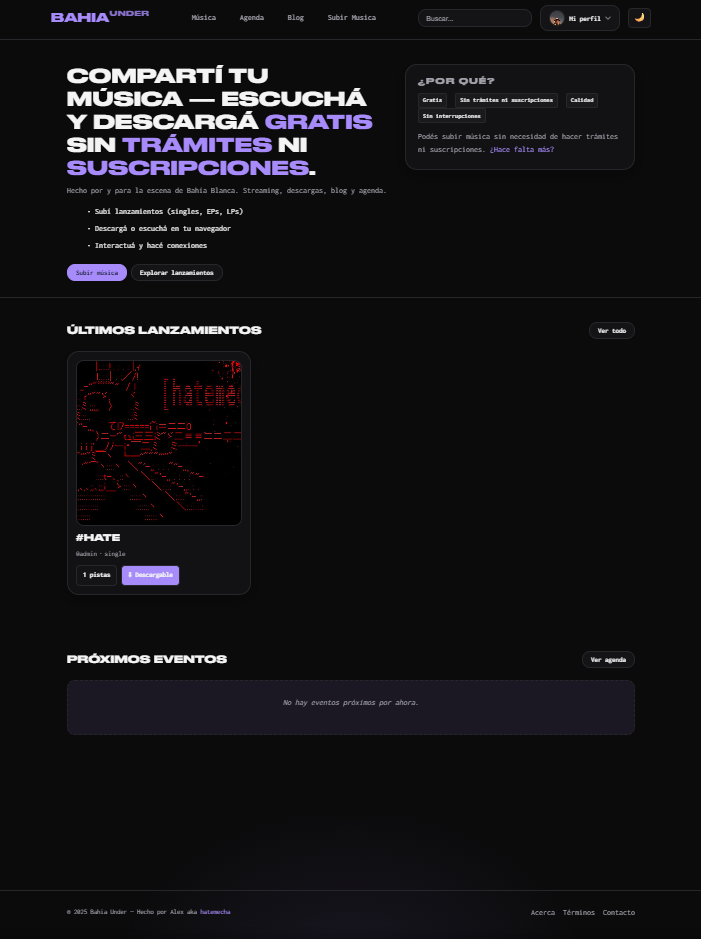 BAHIAUNDER
Música Agenda Blog Subir Musica
Buscar...
Mi perfil
COMPARTÍ TU
MÚSICA — ESCUCHÁ
Y DESCARGÁ GRATIS
SIN TRÁMITES NI
SUSCRIPCIONES.
Hecho por y para la escena de Bahía Blanca. Streaming, descargas, blog y agenda.
· Subí lanzamientos (singles, EPs, LPs)
· Descargá o escuchá en tu navegador
· Interactuá y hacé conexiones
Subir música Explorar lanzamientos
¿POR QUÉ?
Gratis Sin trámites ni suscripciones Calidad
Sin interrupciones
Podés subir música sin necesidad de hacer trámites
ni suscripciones. ¿Hace falta más?
ÚLTIMOS LANZAMIENTOS
Ver todo
[hatemec
#HATE
@admin · single
1 pistas
Descargable
PRÓXIMOS EVENTOS
Ver agenda
No hay eventos próximos por ahora.
© 2025 Bahía Under — Hecho por Alex aka hatemecha
Acerca Términos Contacto